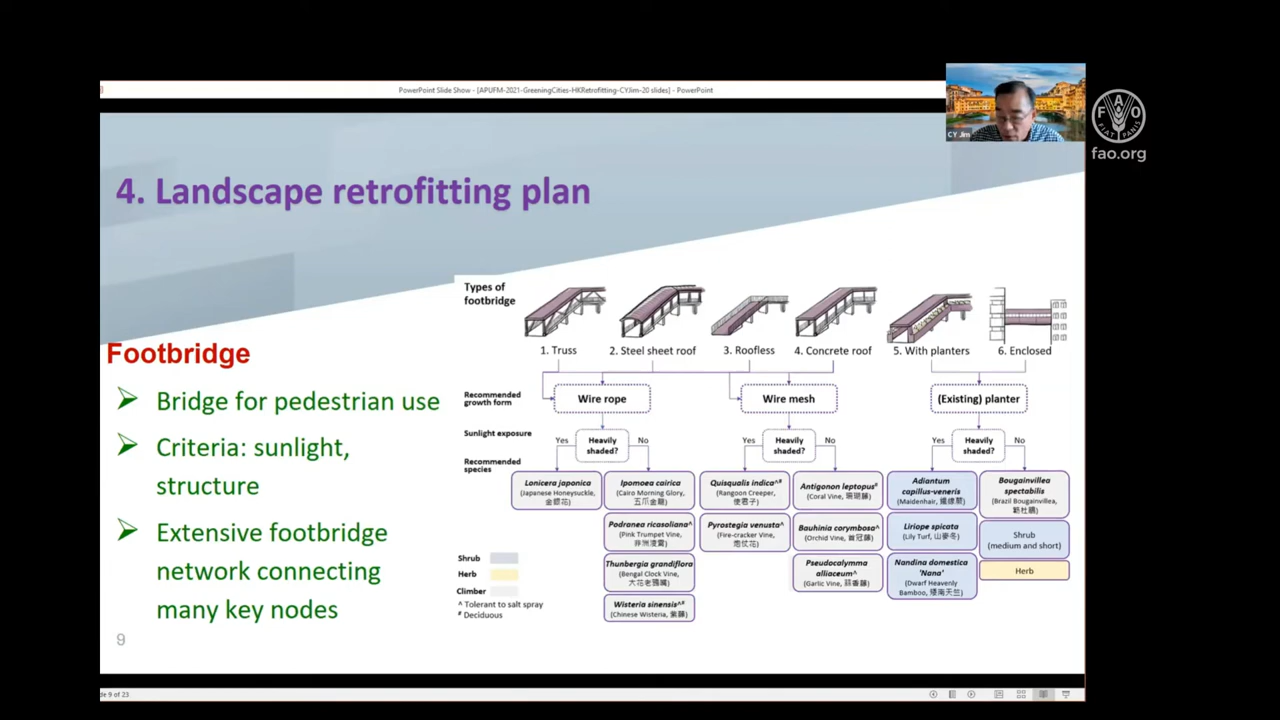 PowerPoint Slide Show - [APUFM-2021-GreeningCities-HKRetrofitting-CYJim-20 slides] - PowerPoint
CY Jim
F A O
FIAT PANIS
fao.org
4. Landscape retrofitting plan
Footbridge
Bridge for pedestrian use
Criteria: sunlight,
structure
Extensive footbridge
network connecting
many key nodes
9
Types of
footbridge
1. Truss
2. Steel sheet roof
3. Roofless
4. Concrete roof
5. With planters
6. Enclosed
Recommended
growth form
Wire rope
Wire mesh
(Existing) planter
Sunlight exposure
Yes
Heavily
shaded?
No
Yes
Heavily
shaded?
No
Yes
Heavily
shaded?
No
Recommended
species
Lonicera japonica
(Japanese Honeysuckle,
金銀花)
Ipomoea cairica
(Cairo Morning Glory,
五爪金龍)
Podranea ricasoliana^
(Pink Trumpet Vine,
非洲凌霄)
Thunbergia grandiflora
(Bengal Clock Vine,
大花老鴉嘴)
Wisteria sinensis^#
(Chinese Wisteria, 紫藤)
Quisqualis indica^#
(Rangoon Creeper,
使君子)
Pyrostegia venusta^
(Fire-cracker Vine,
炮仗花)
Antigonon leptopus#
(Coral Vine, 珊瑚藤)
Bauhinia corymbosa^
(Orchid Vine, 首冠藤)
Pseudocalymma
alliaceum^
(Garlic Vine, 蒜香藤)
Adiantum
capillus-veneris
(Maidenhair, 鐵線蕨)
Liriope spicata
(Lily Turf, 山麥冬)
Nandina domestica
'Nana'
(Dwarf Heavenly
Bamboo, 矮南天竺)
Bougainvillea
spectabilis
(Brazil Bougainvillea,
簕杜鵑)
Shrub
(medium and short)
Herb
Shrub
Herb
Climber
^ Tolerant to salt spray
# Deciduous
de 9 of 23